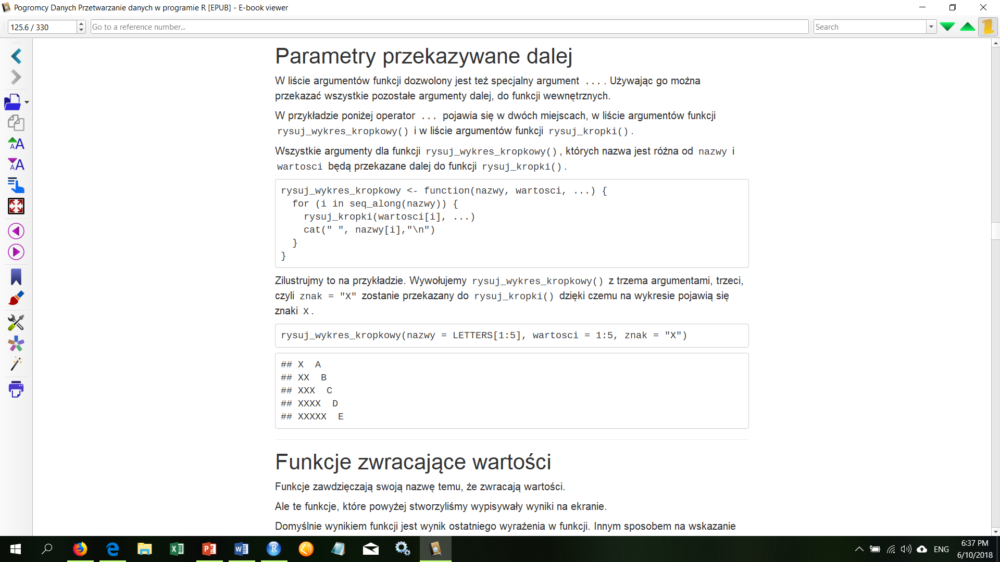 Pogromcy Danych Przetwarzanie danych w programie R [EPUB] - E-book viewer
125.6 / 330
Go to a reference number...
Search
Parametry przekazywane dalej
W liście argumentów funkcji dozwolony jest też specjalny argument .... Używając go można
przekazać wszystkie pozostałe argumenty dalej, do funkcji wewnętrznych.
W przykładzie poniżej operator ... pojawia się w dwóch miejscach, w liście argumentów funkcji
rysuj_wykres_kropkowy() i w liście argumentów funkcji rysuj_kropki().
Wszystkie argumenty dla funkcji rysuj_wykres_kropkowy(), których nazwa jest różna od nazwy i
wartosci będą przekazane dalej do funkcji rysuj_kropki().
rysuj_wykres_kropkowy <- function(nazwy, wartosci, ...) {
  for (i in seq_along(nazwy)) {
    rysuj_kropki(wartosci[i], ...)
    cat(" ", nazwy[i],"\n")
  }
}
Zilustrujmy to na przykładzie. Wywołujemy rysuj_wykres_kropkowy() z trzema argumentami, trzeci,
czyli znak = "X" zostanie przekazany do rysuj_kropki() dzięki czemu na wykresie pojawią się
znaki X.
rysuj_wykres_kropkowy(nazwy = LETTERS[1:5], wartosci = 1:5, znak = "X")
## X  A
## XX  B
## XXX  C
## XXXX  D
## XXXXX  E
Funkcje zwracające wartości
Funkcje zawdzięczają swoją nazwę temu, że zwracają wartości.
Ale te funkcje, które powyżej stworzyliśmy wypisywały wyniki na ekranie.
Domyślnie wynikiem funkcji jest wynik ostatniego wyrażenia w funkcji. Innym sposobem na wskazanie
ENG
6:37 PM
6/10/2018